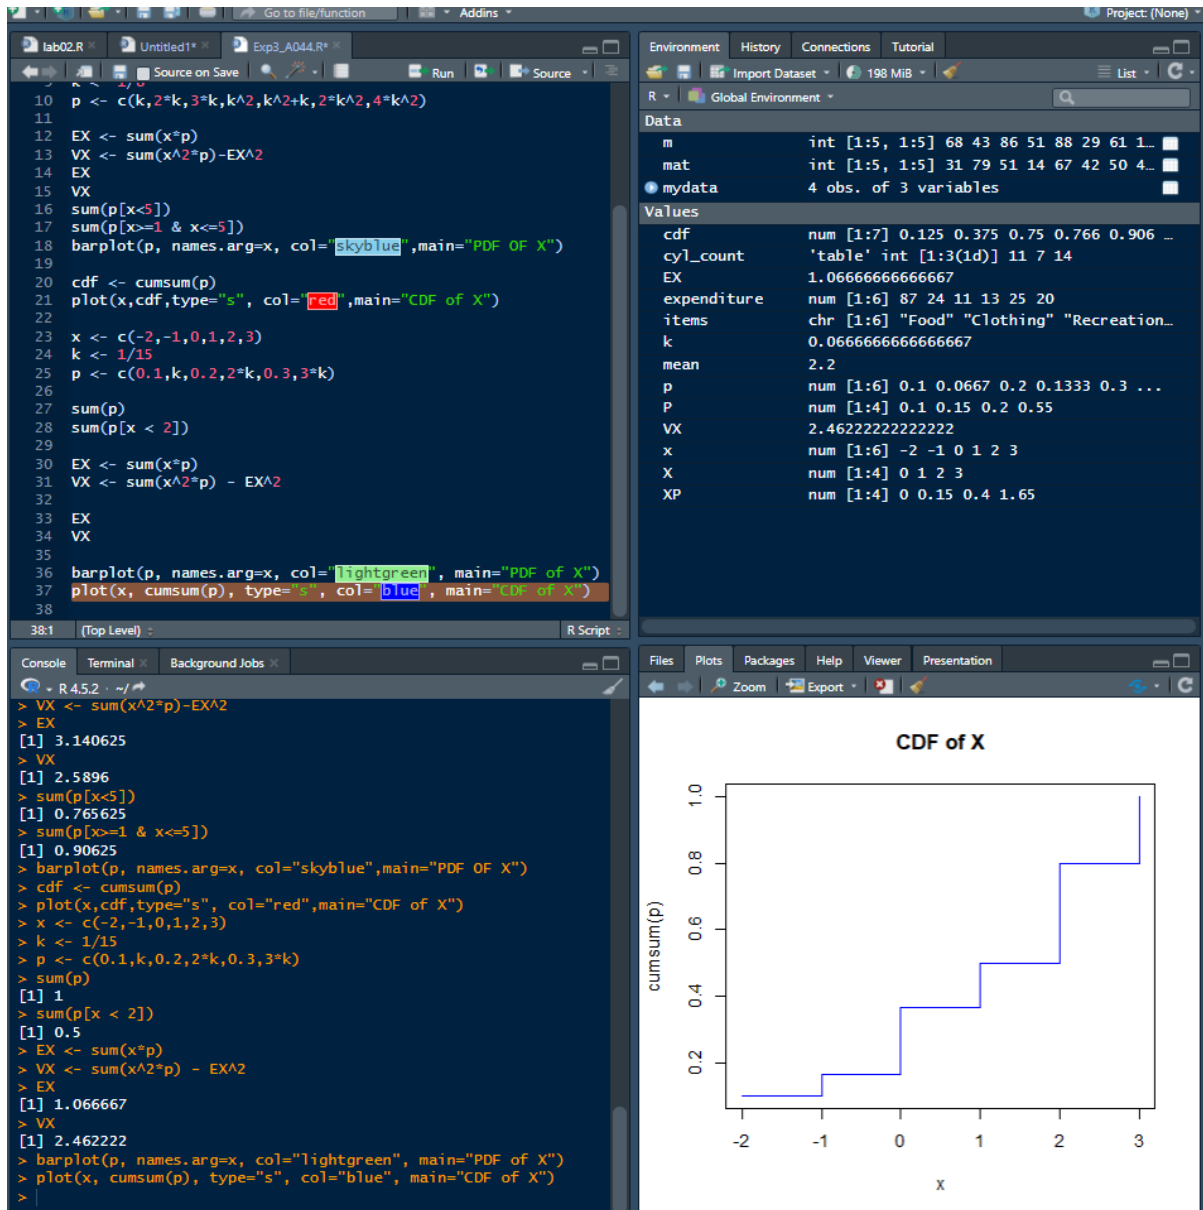 Go to file/function
Addins
Project: (None)
lab02.R
Untitled1*
Exp3_A044.R*
Source on Save
Run
Source
10 p <- c(k,2*k,3*k,k^2,k^2+k,2*k^2,4*k^2)
11
12 EX <- sum(x*p)
13 VX <- sum(x^2*p)-EX^2
14 EX
15 VX
16 sum(p[x<5])
17 sum(p[x>=1 & x<=5])
18 barplot(p, names.arg=x, col="skyblue",main="PDF OF X")
19
20 cdf <- cumsum(p)
21 plot(x,cdf,type="s", col="red",main="CDF of X")
22
23 x <- c(-2,-1,0,1,2,3)
24 k <- 1/15
25 p <- c(0.1,k,0.2,2*k,0.3,3*k)
26
27 sum(p)
28 sum(p[x < 2])
29
30 EX <- sum(x*p)
31 VX <- sum(x^2*p) - EX^2
32
33 EX
34 VX
35
36 barplot(p, names.arg=x, col="lightgreen", main="PDF of X")
37 plot(x, cumsum(p), type="s", col="blue", main="CDF of X")
38
38:1 (Top Level) R Script
Environment History Connections Tutorial
Import Dataset 198 MiB List
R Global Environment
Data
m int [1:5, 1:5] 68 43 86 51 88 29 61 1…
mat int [1:5, 1:5] 31 79 51 14 67 42 50 4…
mydata 4 obs. of 3 variables
Values
cdf num [1:7] 0.125 0.375 0.75 0.766 0.906 …
cyl_count 'table' int [1:3(1d)] 11 7 14
EX 1.06666666666667
expenditure num [1:6] 87 24 11 13 25 20
items chr [1:6] "Food" "Clothing" "Recreation…
k 0.0666666666666667
mean 2.2
p num [1:6] 0.1 0.0667 0.2 0.1333 0.3 ...
P num [1:4] 0.1 0.15 0.2 0.55
VX 2.46222222222222
x num [1:6] -2 -1 0 1 2 3
X num [1:4] 0 1 2 3
XP num [1:4] 0 0.15 0.4 1.65
Console Terminal Background Jobs
R 4.5.2 · ~/
> VX <- sum(x^2*p)-EX^2
> EX
[1] 3.140625
> VX
[1] 2.5896
> sum(p[x<5])
[1] 0.765625
> sum(p[x>=1 & x<=5])
[1] 0.90625
> barplot(p, names.arg=x, col="skyblue",main="PDF OF X")
> cdf <- cumsum(p)
> plot(x,cdf,type="s", col="red",main="CDF of X")
> x <- c(-2,-1,0,1,2,3)
> k <- 1/15
> p <- c(0.1,k,0.2,2*k,0.3,3*k)
> sum(p)
[1] 1
> sum(p[x < 2])
[1] 0.5
> EX <- sum(x*p)
> VX <- sum(x^2*p) - EX^2
> EX
[1] 1.066667
> VX
[1] 2.462222
> barplot(p, names.arg=x, col="lightgreen", main="PDF of X")
> plot(x, cumsum(p), type="s", col="blue", main="CDF of X")
>
Files Plots Packages Help Viewer Presentation
Zoom Export
CDF of X
cumsum(p)
1.0
0.8
0.6
0.4
0.2
-2 -1 0 1 2 3
x